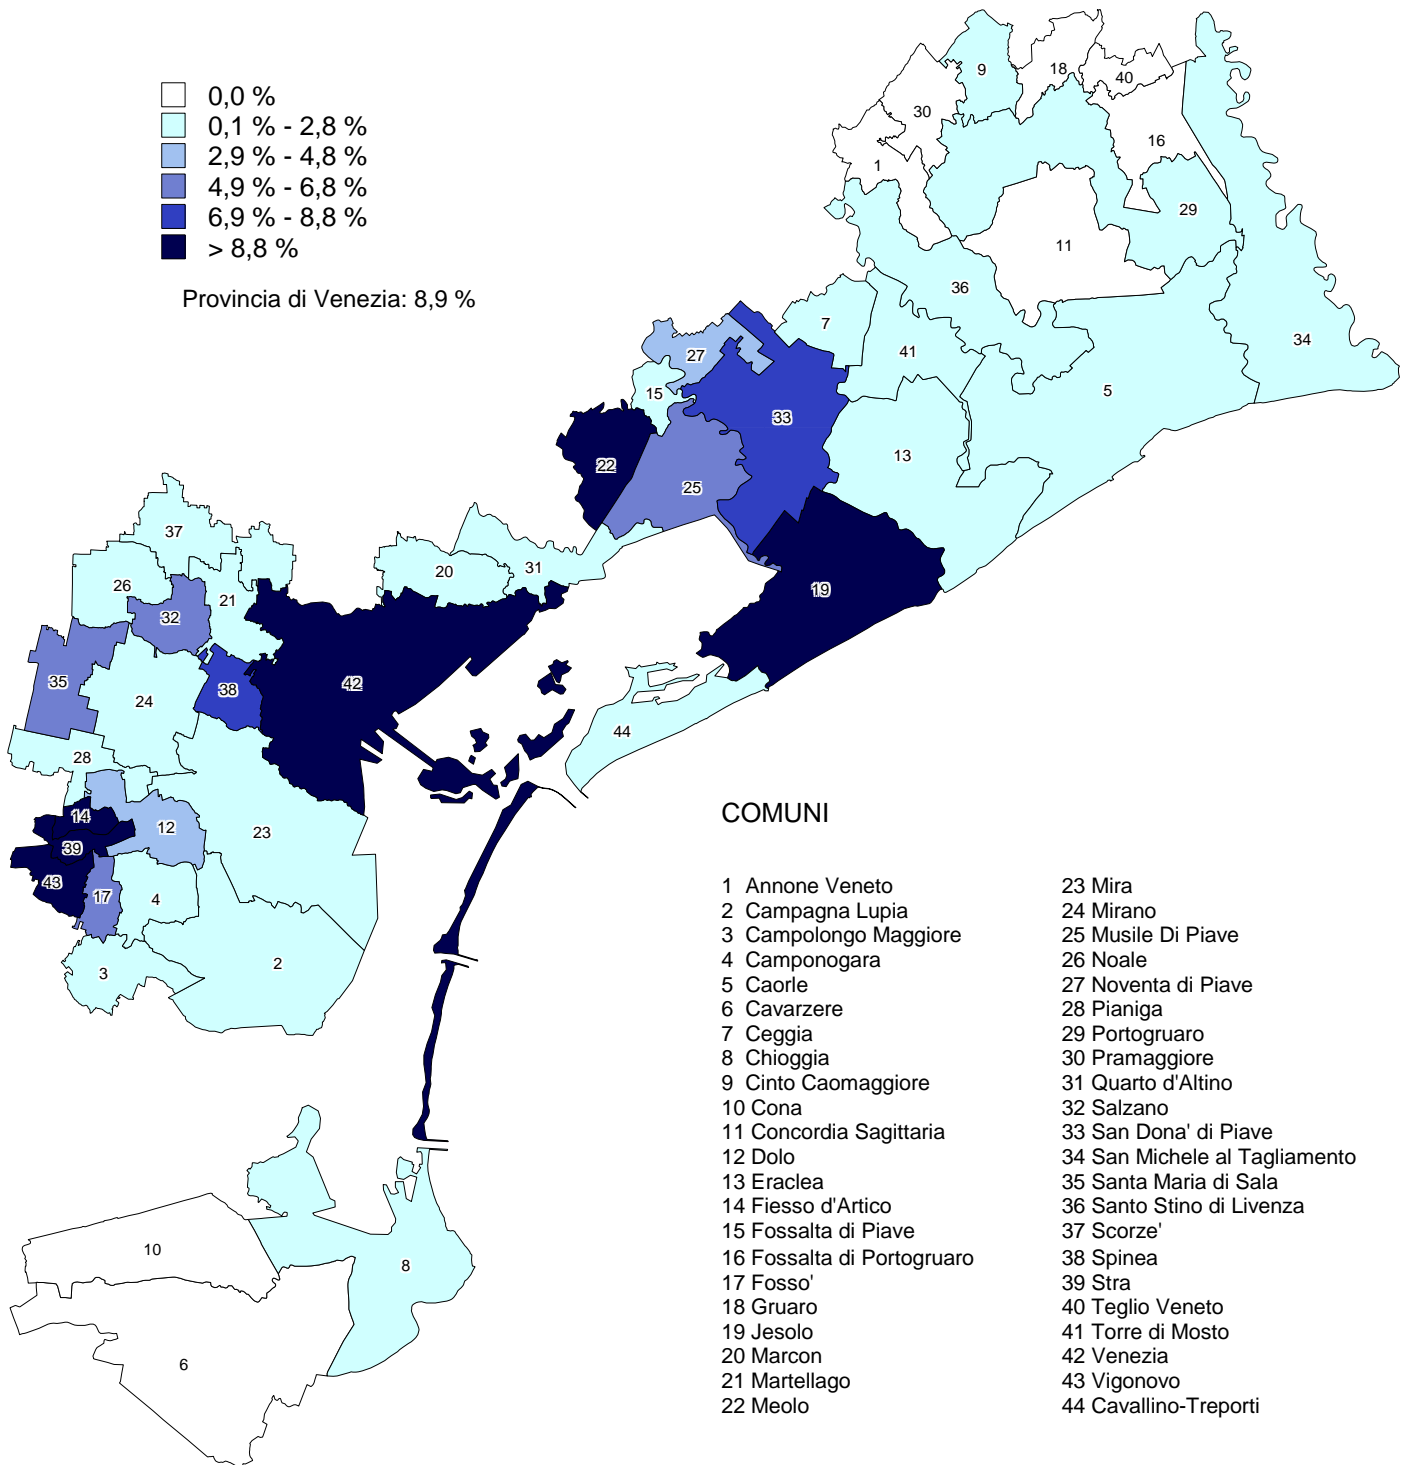 0,0 %
0,1 % - 2,8 %
2,9 % - 4,8 %
4,9 % - 6,8 %
6,9 % - 8,8 %
> 8,8 %
Provincia di Venezia: 8,9 %
9
18
40
30
16
1
29
11
36
7
34
27
41
5
15
33
13
22
25
37
20
31
26
21
19
32
35
42
38
24
44
28
14
12
23
39
43
17
4
2
3
8
10
6
COMUNI
1 Annone Veneto
2 Campagna Lupia
3 Campolongo Maggiore
4 Camponogara
5 Caorle
6 Cavarzere
7 Ceggia
8 Chioggia
9 Cinto Caomaggiore
10 Cona
11 Concordia Sagittaria
12 Dolo
13 Eraclea
14 Fiesso d'Artico
15 Fossalta di Piave
16 Fossalta di Portogruaro
17 Fosso'
18 Gruaro
19 Jesolo
20 Marcon
21 Martellago
22 Meolo
23 Mira
24 Mirano
25 Musile Di Piave
26 Noale
27 Noventa di Piave
28 Pianiga
29 Portogruaro
30 Pramaggiore
31 Quarto d'Altino
32 Salzano
33 San Dona' di Piave
34 San Michele al Tagliamento
35 Santa Maria di Sala
36 Santo Stino di Livenza
37 Scorze'
38 Spinea
39 Stra
40 Teglio Veneto
41 Torre di Mosto
42 Venezia
43 Vigonovo
44 Cavallino-Treporti